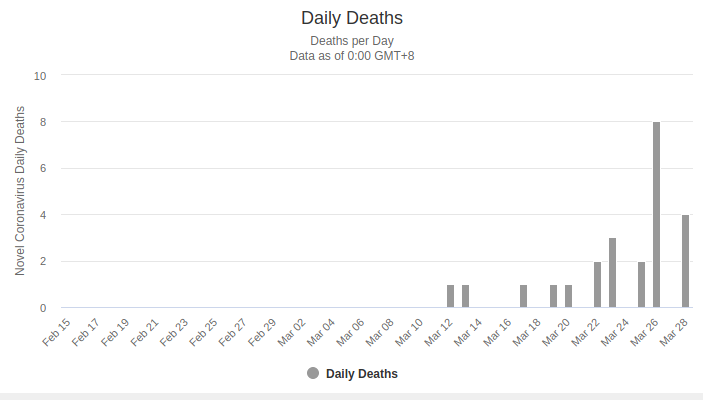 Daily Deaths
Deaths per Day
Data as of 0:00 GMT+8
Novel Coronavirus Daily Deaths
10
8
6
4
2
0
Feb 15
Feb 17
Feb 19
Feb 21
Feb 23
Feb 25
Feb 27
Feb 29
Mar 02
Mar 04
Mar 06
Mar 08
Mar 10
Mar 12
Mar 14
Mar 16
Mar 18
Mar 20
Mar 22
Mar 24
Mar 26
Mar 28
Daily Deaths